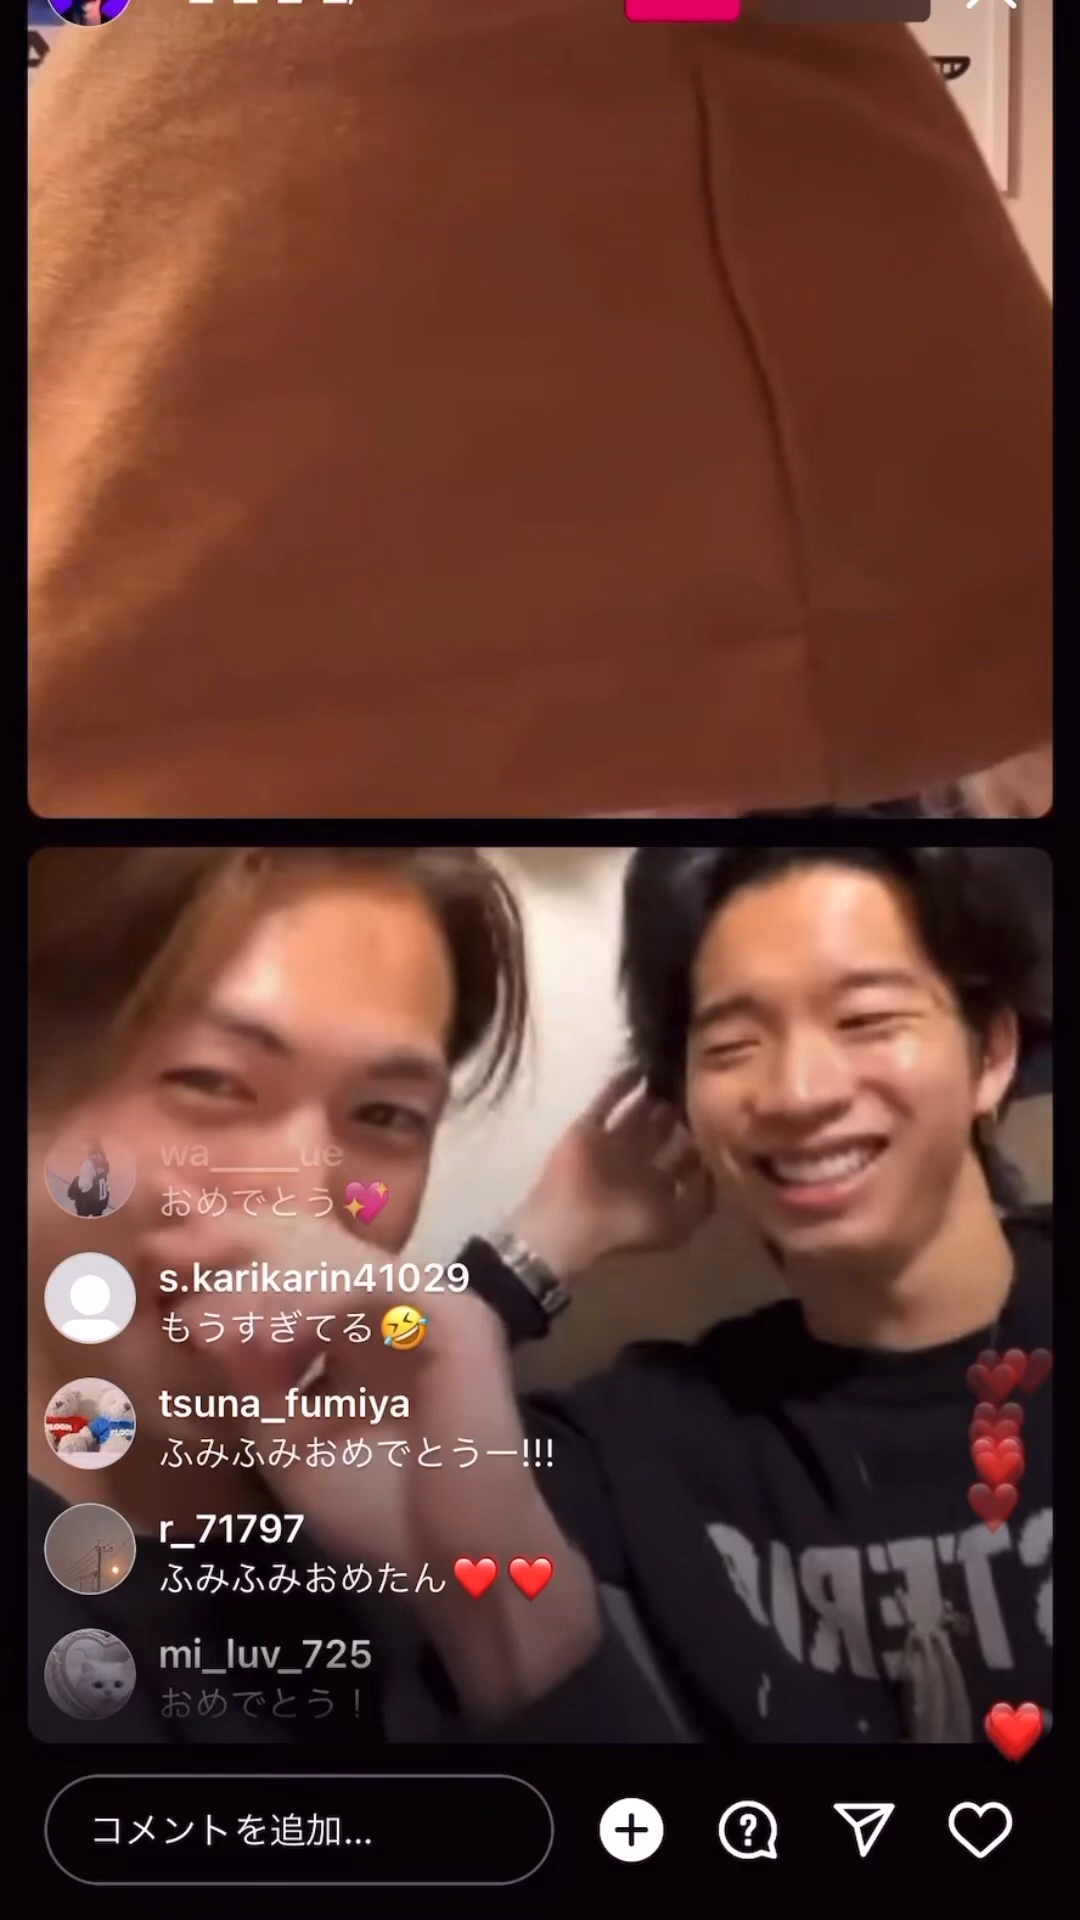 wa____ue
おめでとう💖
s.karikarin41029
もうすぎてる🤣
tsuna_fumiya
ふみふみおめでとうー!!!
r_71797
ふみふみおめたん❤️❤️
mi_luv_725
おめでとう！
コメントを追加...